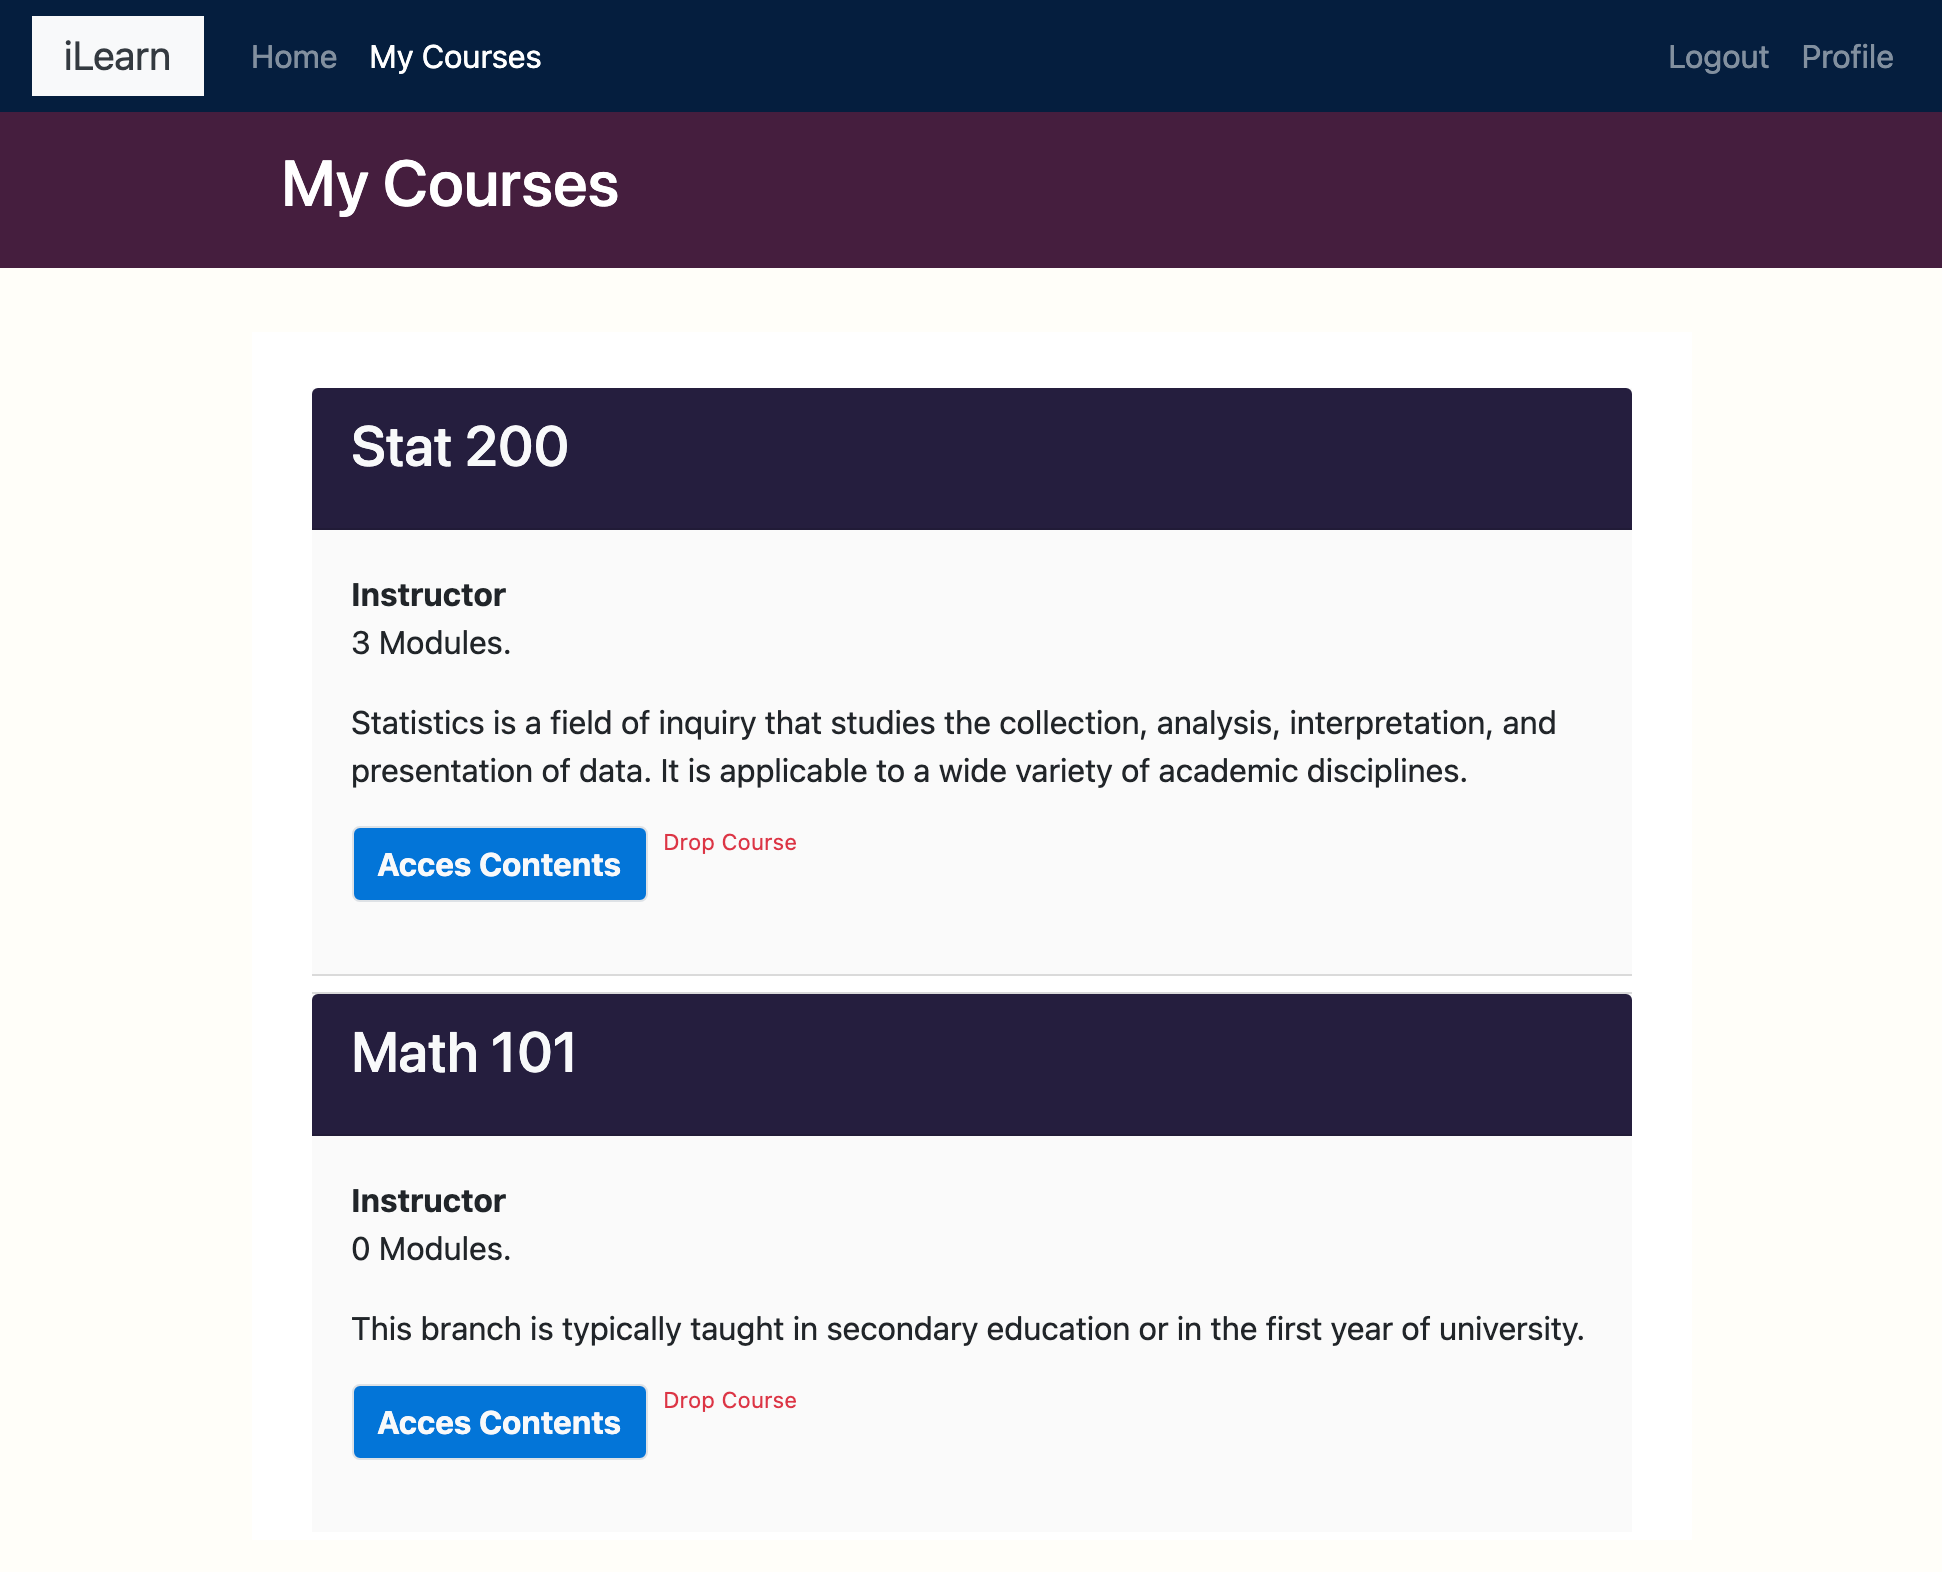 iLearn Home My Courses Logout Profile
My Courses
Stat 200
Instructor
3 Modules.
Statistics is a field of inquiry that studies the collection, analysis, interpretation, and
presentation of data. It is applicable to a wide variety of academic disciplines.
Acces Contents Drop Course
Math 101
Instructor
0 Modules.
This branch is typically taught in secondary education or in the first year of university.
Acces Contents Drop Course